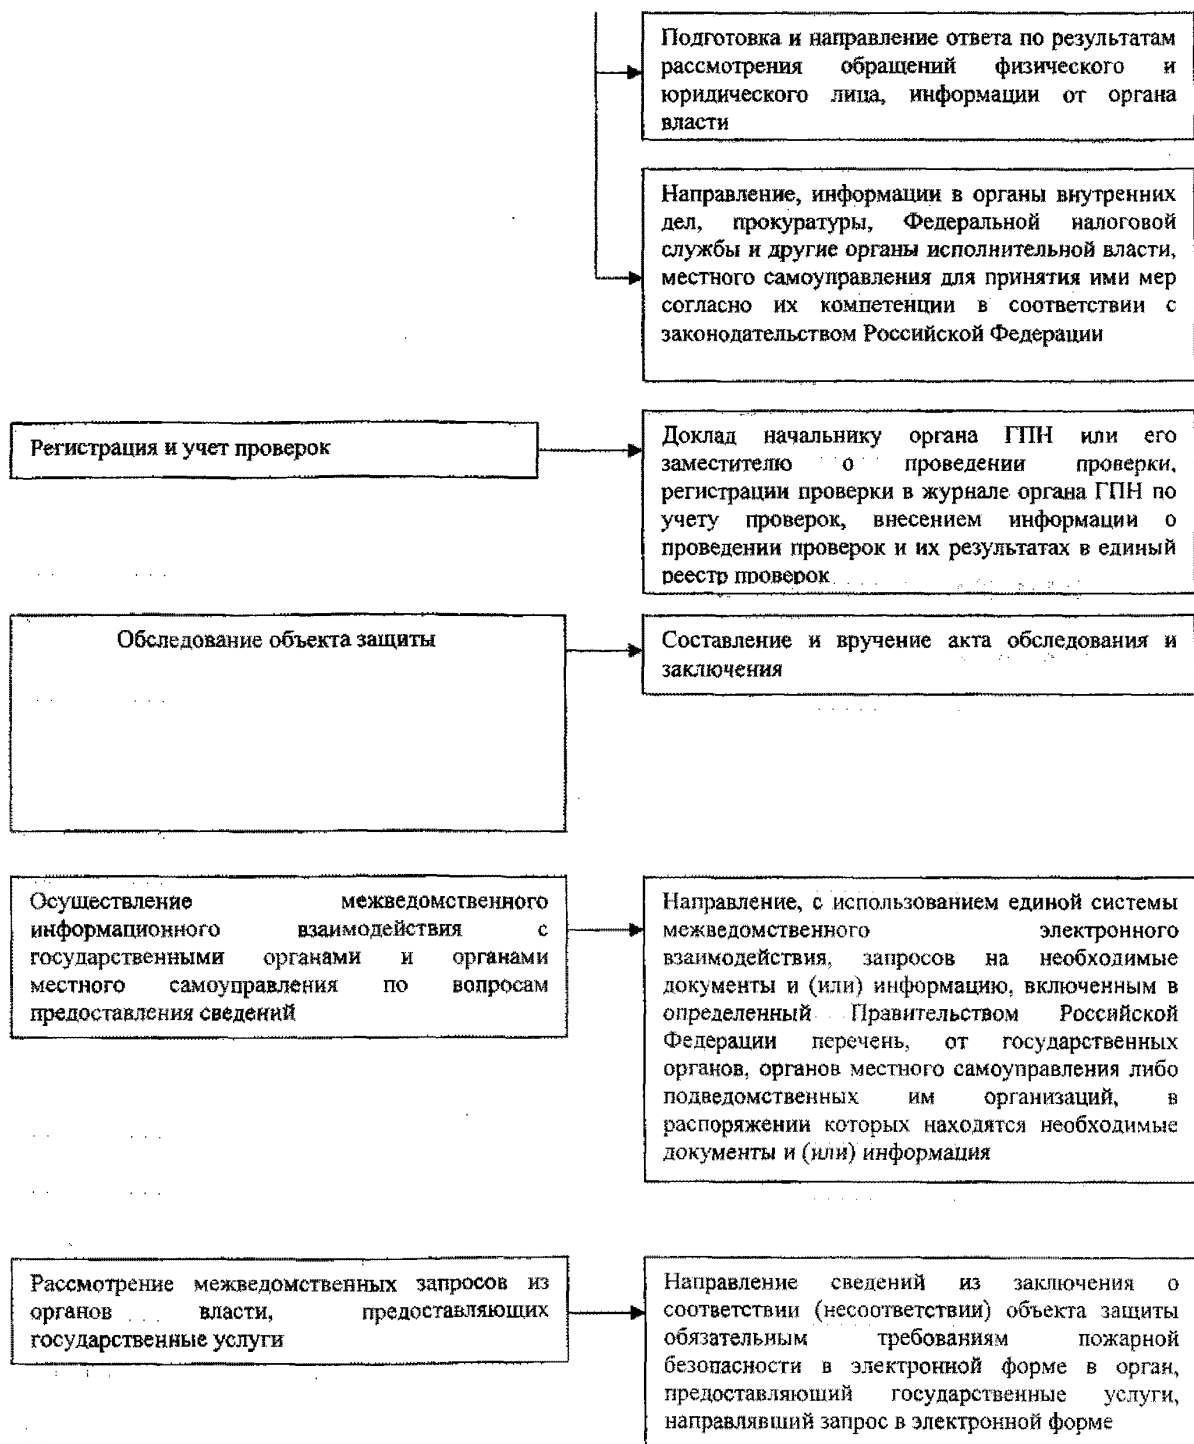 Подготовка и направление ответа по результатам
рассмотрения обращений физического и
юридического лица, информации от органа
власти
Направление, информации в органы внутренних
дел, прокуратуры, Федеральной налоговой
службы и другие органы исполнительной власти,
местного самоуправления для принятия ими мер
согласно их компетенции в соответствии с
законодательством Российской Федерации
Регистрация и учет проверок
Доклад начальнику органа ГПН или его
заместителю о проведении проверки,
регистрации проверки в журнале органа ГПН по
учету проверок, внесением информации о
проведении проверок и их результатах в единый
реестр проверок
Обследование объекта защиты
Составление и вручение акта обследования и
заключения
Осуществление межведомственного
информационного взаимодействия с
государственными органами и органами
местного самоуправления по вопросам
предоставления сведений
Направление, с использованием единой системы
межведомственного электронного
взаимодействия, запросов на необходимые
документы и (или) информацию, включенным в
определенный Правительством Российской
Федерации перечень, от государственных
органов, органов местного самоуправления либо
подведомственных им организаций, в
распоряжении которых находятся необходимые
документы и (или) информация
Рассмотрение межведомственных запросов из
органов власти, предоставляющих
государственные услуги
Направление сведений из заключения о
соответствии (несоответствии) объекта защиты
обязательным требованиям пожарной
безопасности в электронной форме в орган,
предоставляющий государственные услуги,
направлявший запрос в электронной форме